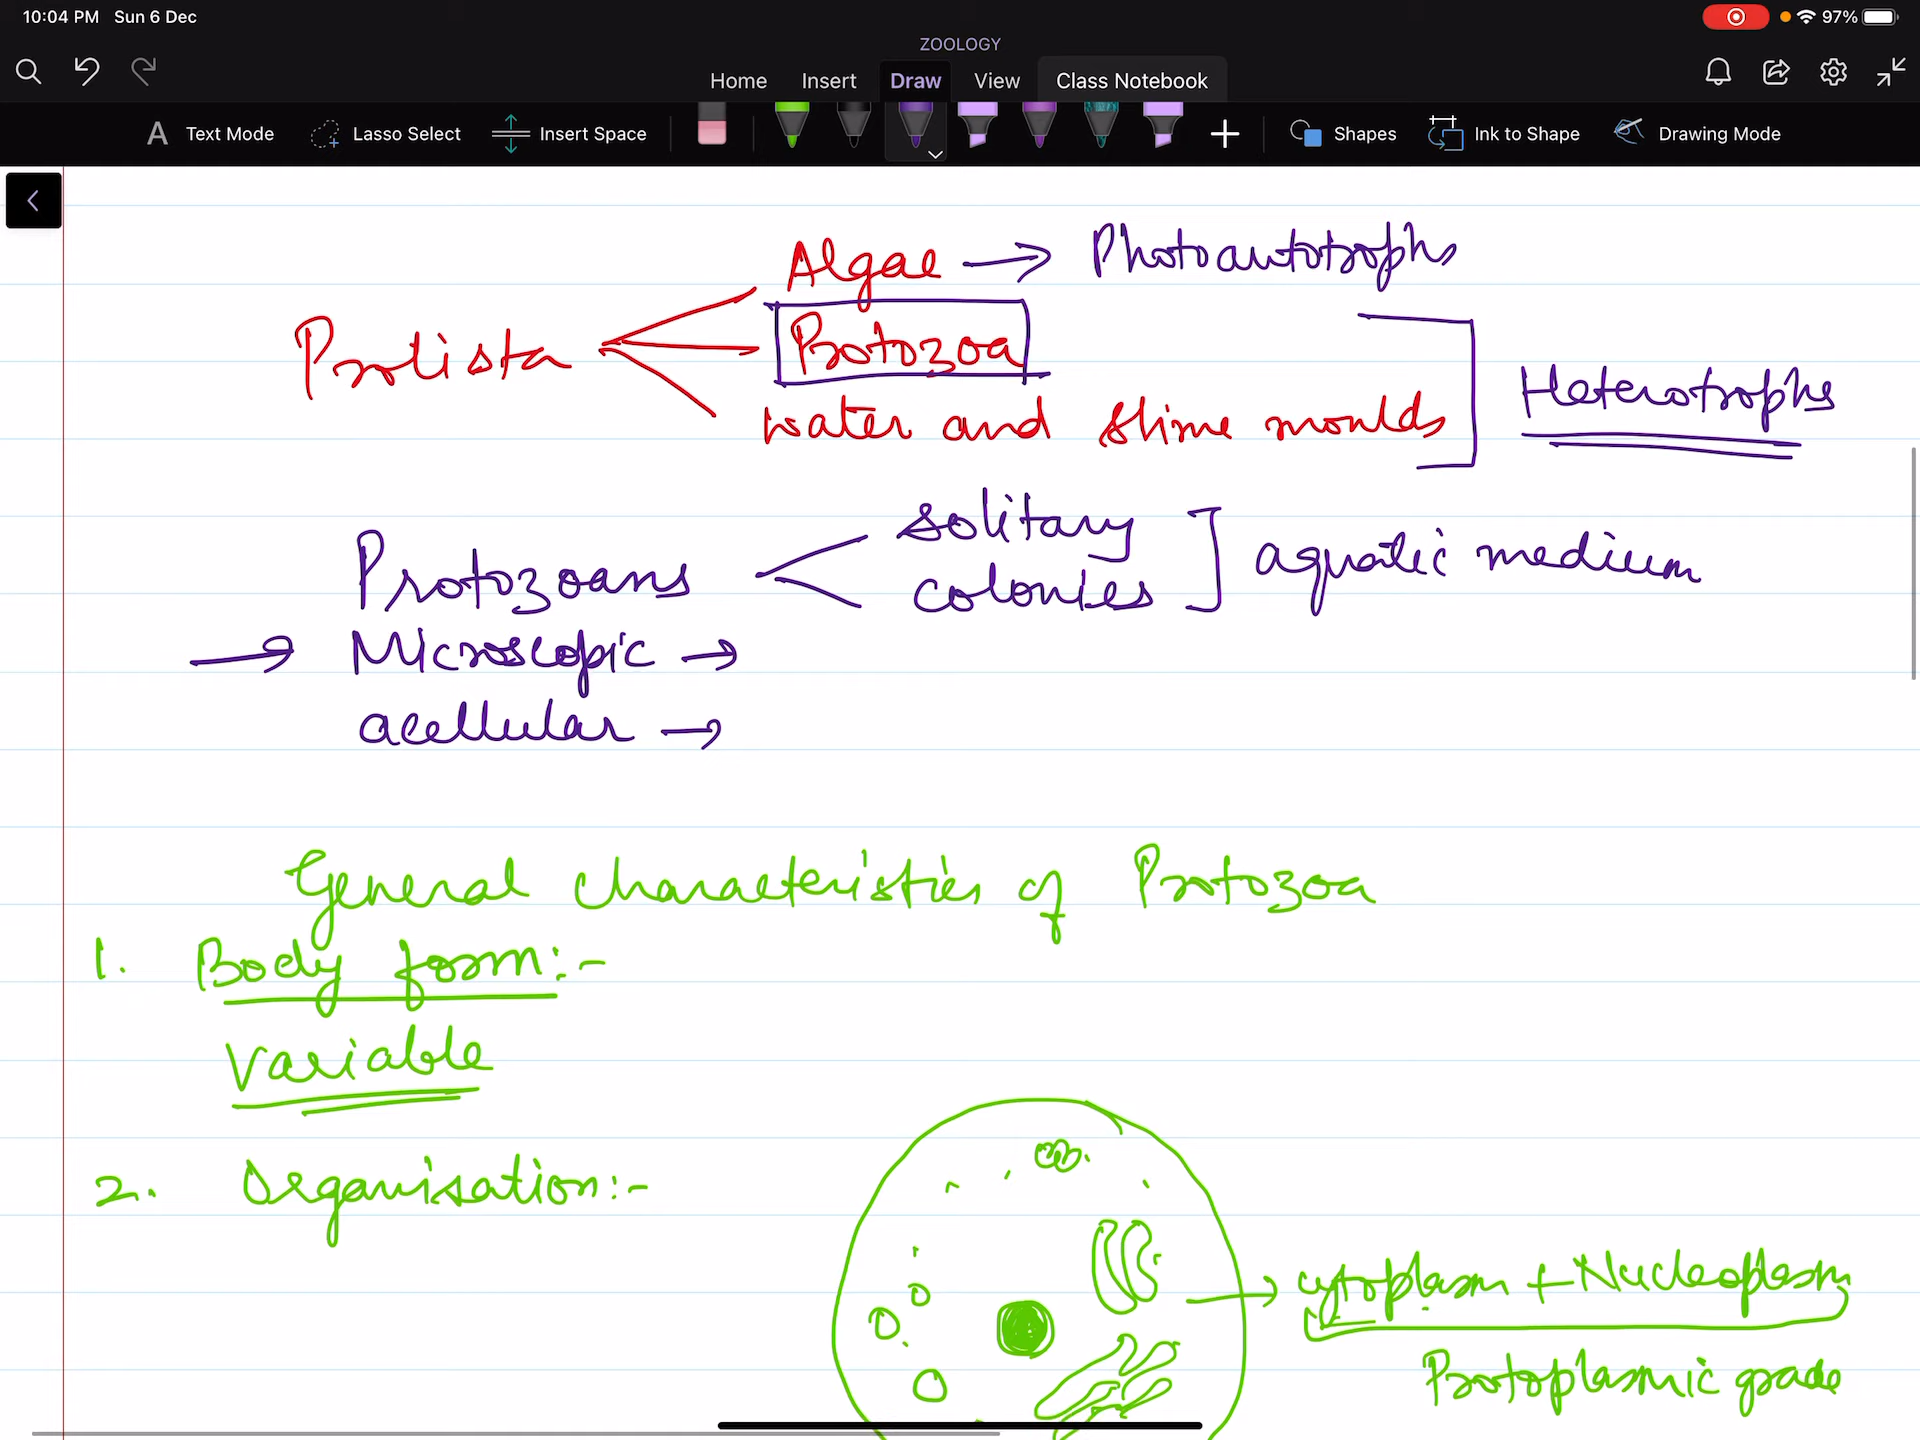 10:04 PM Sun 6 Dec
97%
ZOOLOGY
Home Insert Draw View Class Notebook
A Text Mode Lasso Select Insert Space Shapes Ink to Shape Drawing Mode
Algae → Photoautotrophs
Protista
Protozoa
water and slime moulds
Heterotrophs
solitary
Protozoans
colonies
aquatic medium
→ Microscopic →
acellular →
General characteristics of Protozoa
1. Body form:-
Variable
2. Organisation:-
→ cytoplasm + Nucleoplasm
Protoplasmic grade